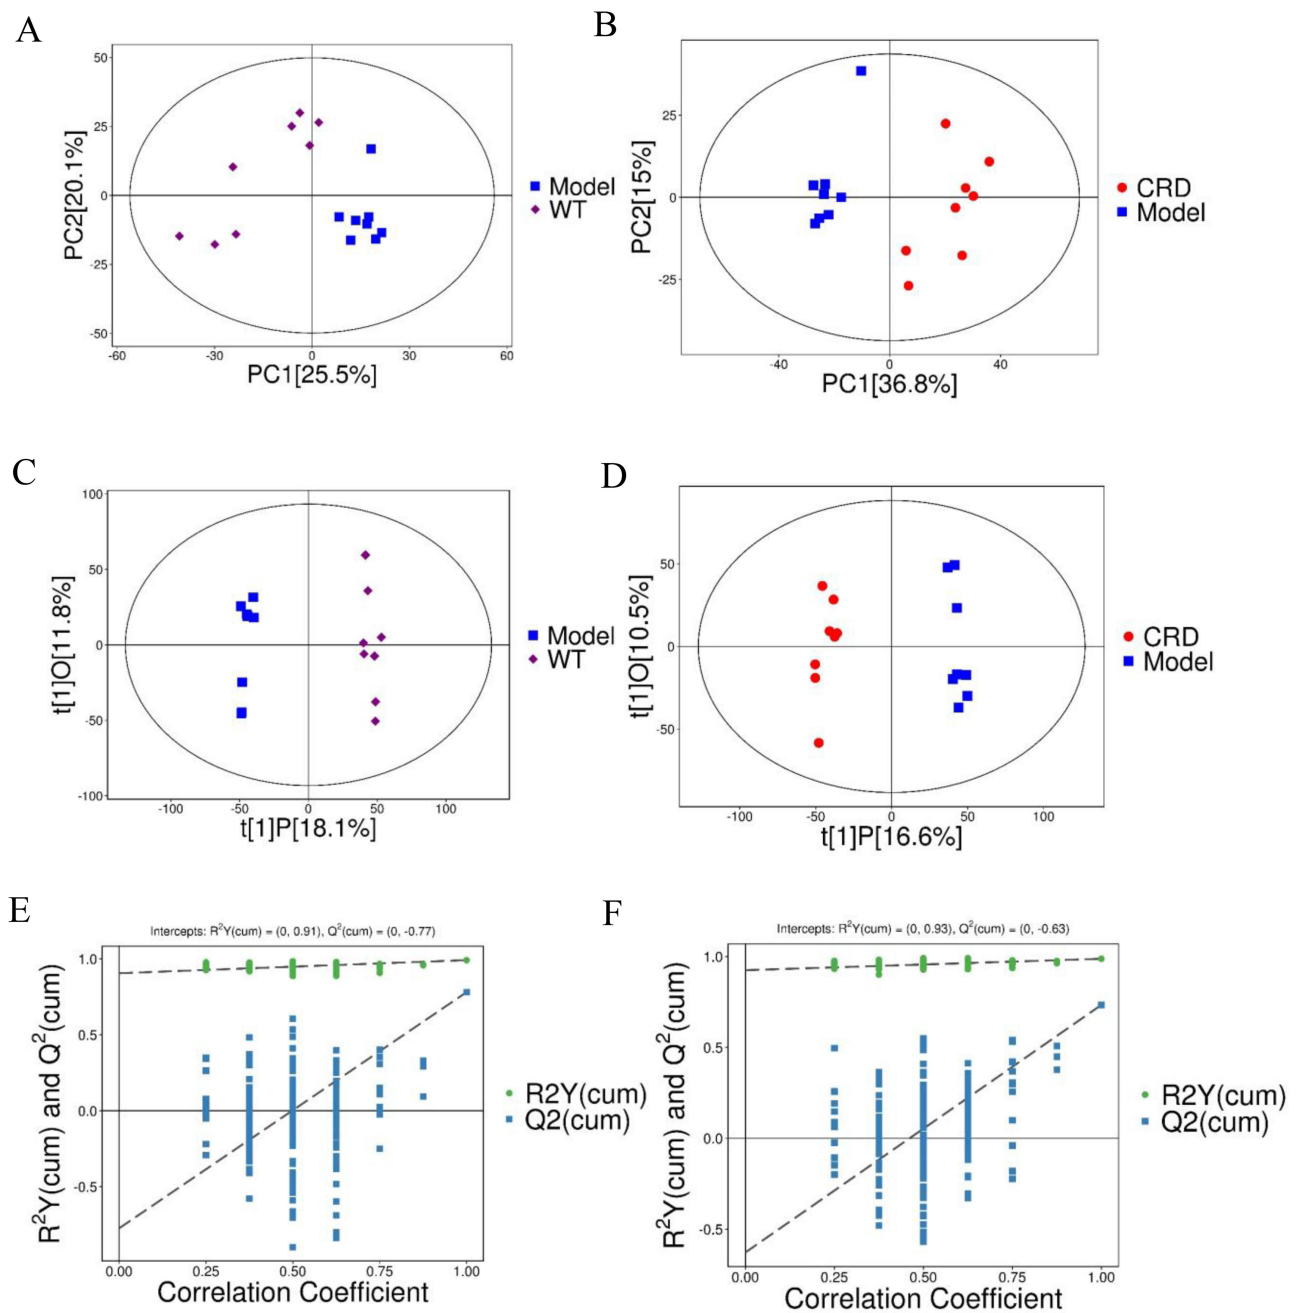 A
50
25
0
-25
-50
-60
-30
0
30
60
PC2[20.1%]
PC1[25.5%]
Model
WT
B
25
0
-25
-40
0
40
PC2[15%]
PC1[36.8%]
CRD
Model
C
100
50
0
-50
-100
-100
-50
0
50
100
t[1]O[11.8%]
t[1]P[18.1%]
Model
WT
D
50
0
-50
-100
-50
0
50
100
t[1]O[10.5%]
t[1]P[16.6%]
CRD
Model
E
Intercepts: R²Y(cum) = (0, 0.91), Q²(cum) = (0, -0.77)
1.0
0.5
0.0
-0.5
0.00
0.25
0.50
0.75
1.00
R²Y(cum) and Q²(cum)
Correlation Coefficient
R2Y(cum)
Q2(cum)
F
Intercepts: R²Y(cum) = (0, 0.93), Q²(cum) = (0, -0.63)
1.0
0.5
0.0
-0.5
0.00
0.25
0.50
0.75
1.00
R²Y(cum) and Q²(cum)
Correlation Coefficient
R2Y(cum)
Q2(cum)